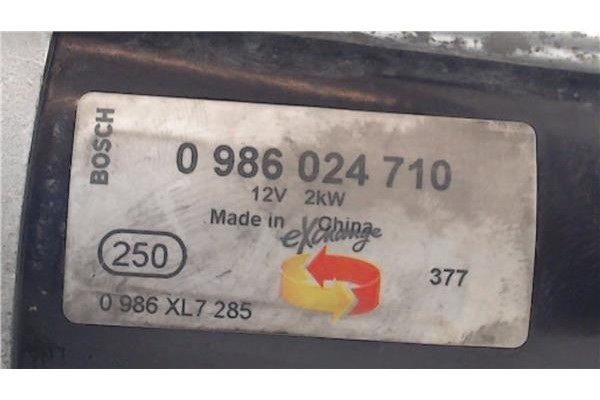 BOSCH
0 986 024 710
12V 2kW
Made in China
eXchange
250
377
0 986 XL7 285